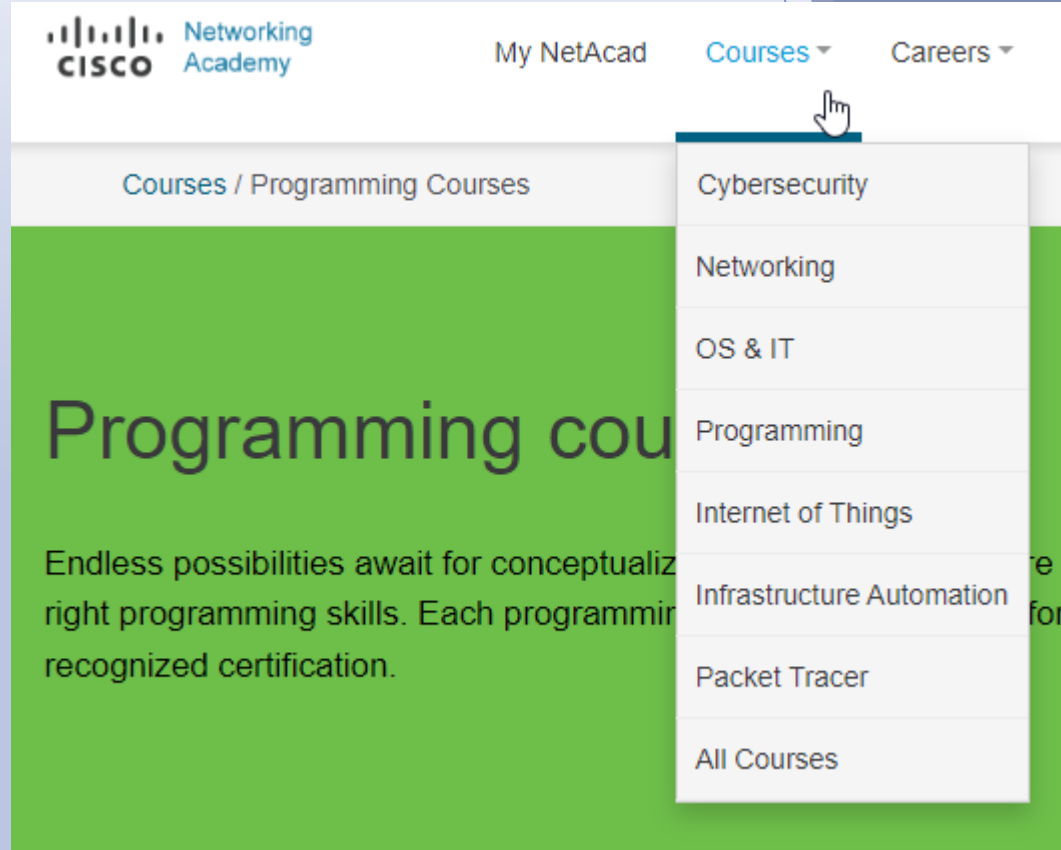 Networking
CISCO Academy
My NetAcad Courses Careers
Courses / Programming Courses
Cybersecurity
Networking
OS & IT
Programming
Internet of Things
Infrastructure Automation
Packet Tracer
All Courses
Programming cou
Endless possibilities await for conceptualiz re
right programming skills. Each programmin for
recognized certification.